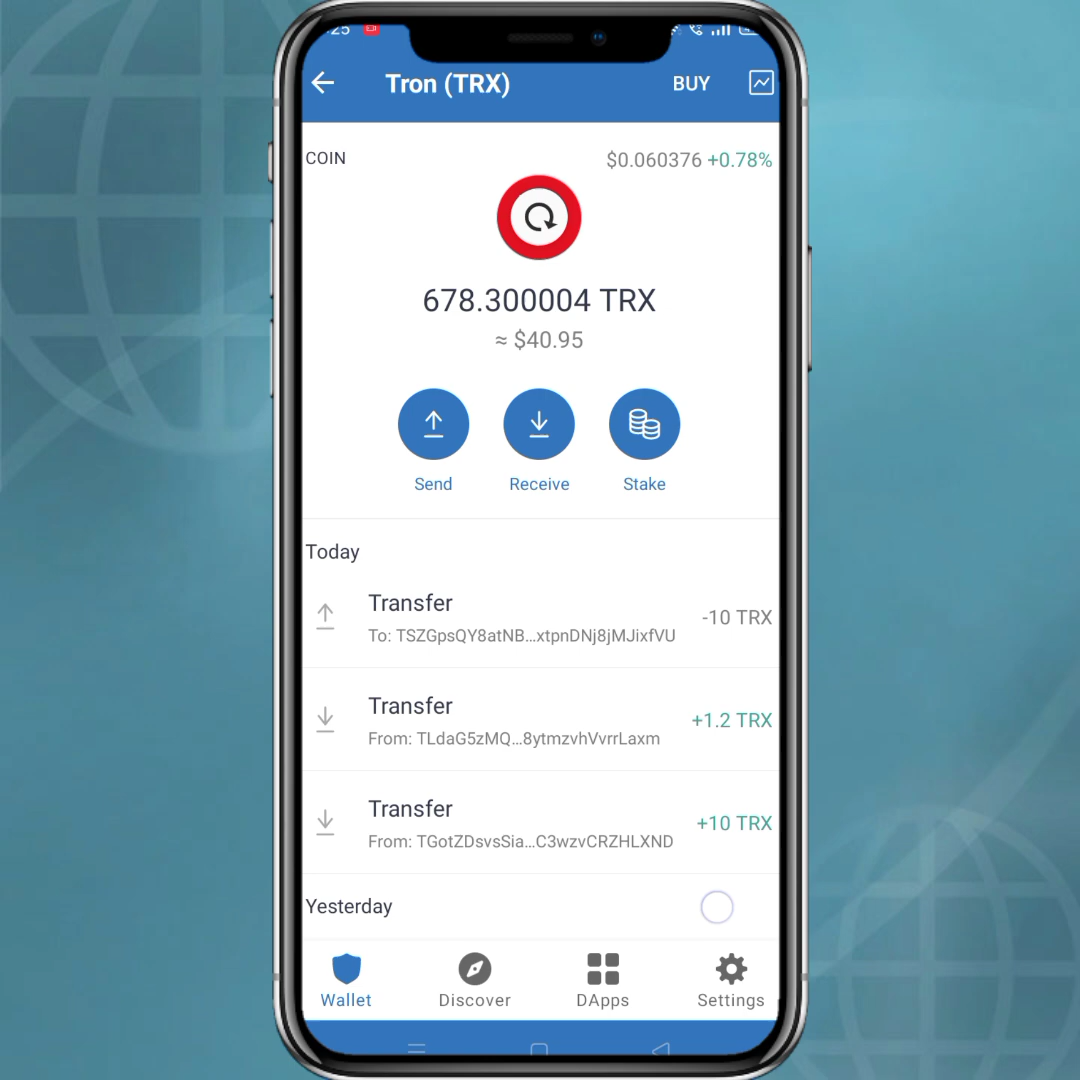 :25
Tron (TRX)
BUY
COIN
$0.060376 +0.78%
678.300004 TRX
≈ $40.95
Send
Receive
Stake
Today
Transfer
-10 TRX
To: TSZGpsQY8atNB...xtpnDNj8jMJixfVU
Transfer
+1.2 TRX
From: TLdaG5zMQ...8ytmzvhVvrrLaxm
Transfer
+10 TRX
From: TGotZDsvsSia...C3wzvCRZHLXND
Yesterday
Wallet
Discover
DApps
Settings